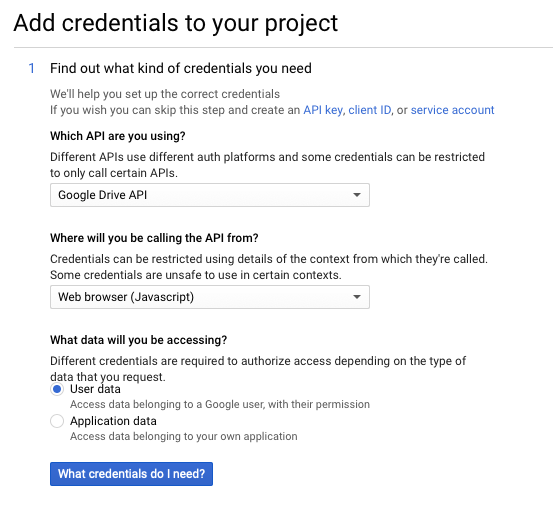 Add credentials to your project
1 Find out what kind of credentials you need
We'll help you set up the correct credentials
If you wish you can skip this step and create an API key, client ID, or service account
Which API are you using?
Different APIs use different auth platforms and some credentials can be restricted
to only call certain APIs.
Google Drive API
Where will you be calling the API from?
Credentials can be restricted using details of the context from which they're called.
Some credentials are unsafe to use in certain contexts.
Web browser (Javascript)
What data will you be accessing?
Different credentials are required to authorize access depending on the type of
data that you request.
User data
Access data belonging to a Google user, with their permission
Application data
Access data belonging to your own application
What credentials do I need?